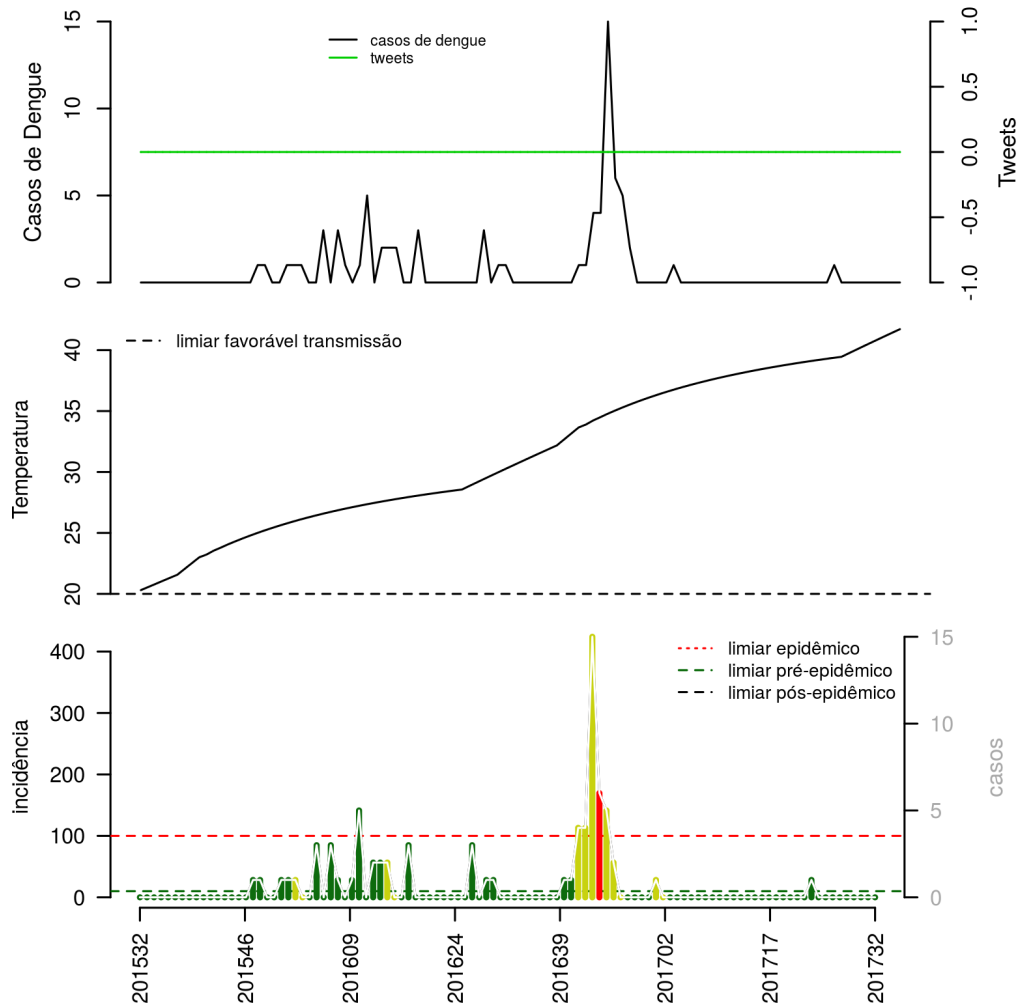 casos de dengue
tweets
Casos de Dengue
0
5
10
15
Tweets
-1.0
-0.5
0.0
0.5
1.0
limiar favorável transmissão
Temperatura
20
25
30
35
40
limiar epidêmico
limiar pré-epidêmico
limiar pós-epidêmico
incidência
0
100
200
300
400
casos
0
5
10
15
201532
201546
201609
201624
201639
201702
201717
201732